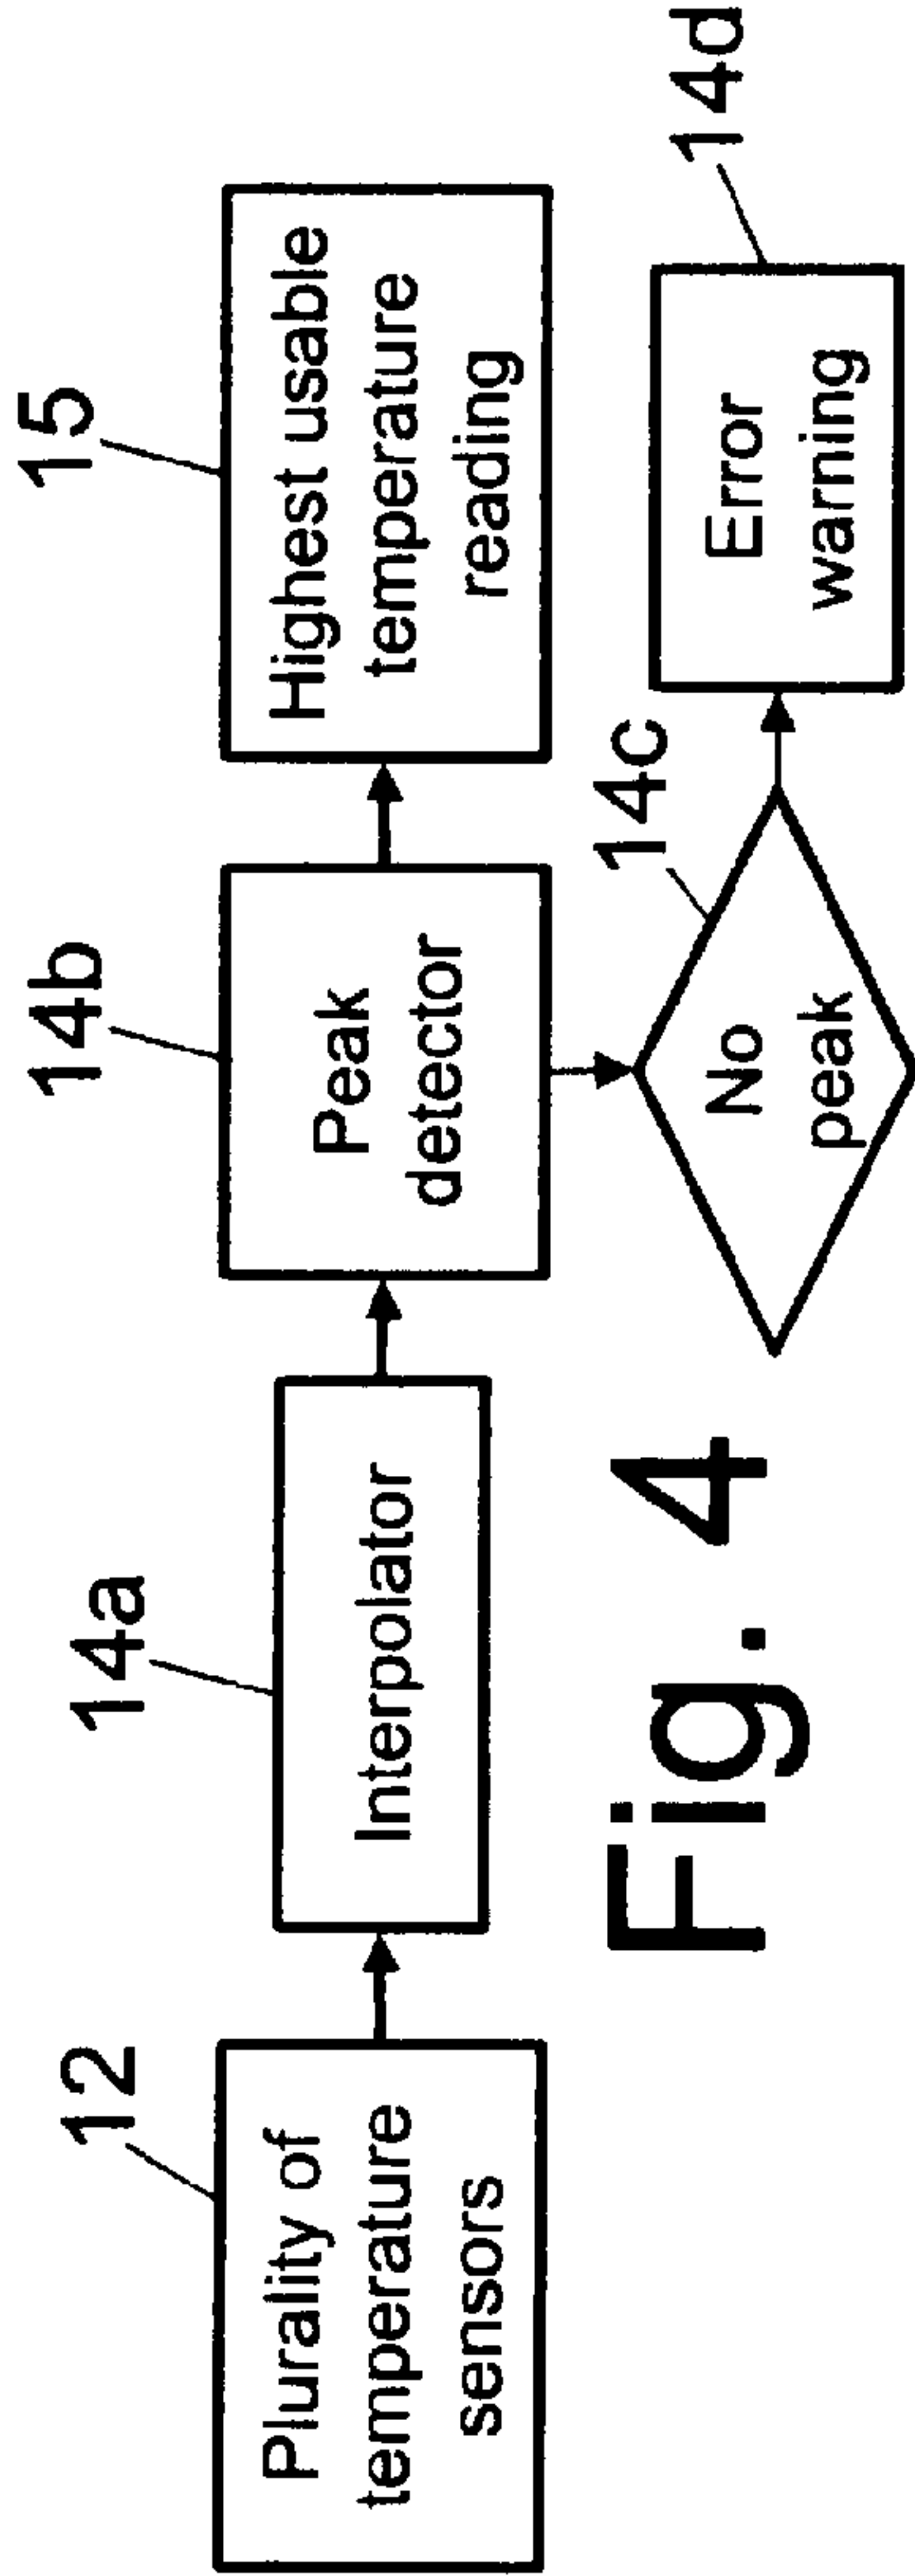 12
Plurality of
temperature
sensors
14a
Interpolator
14b
Peak
detector
15
Highest usable
temperature
reading
14c
No
peak
14d
Error
warning
Fig. 4